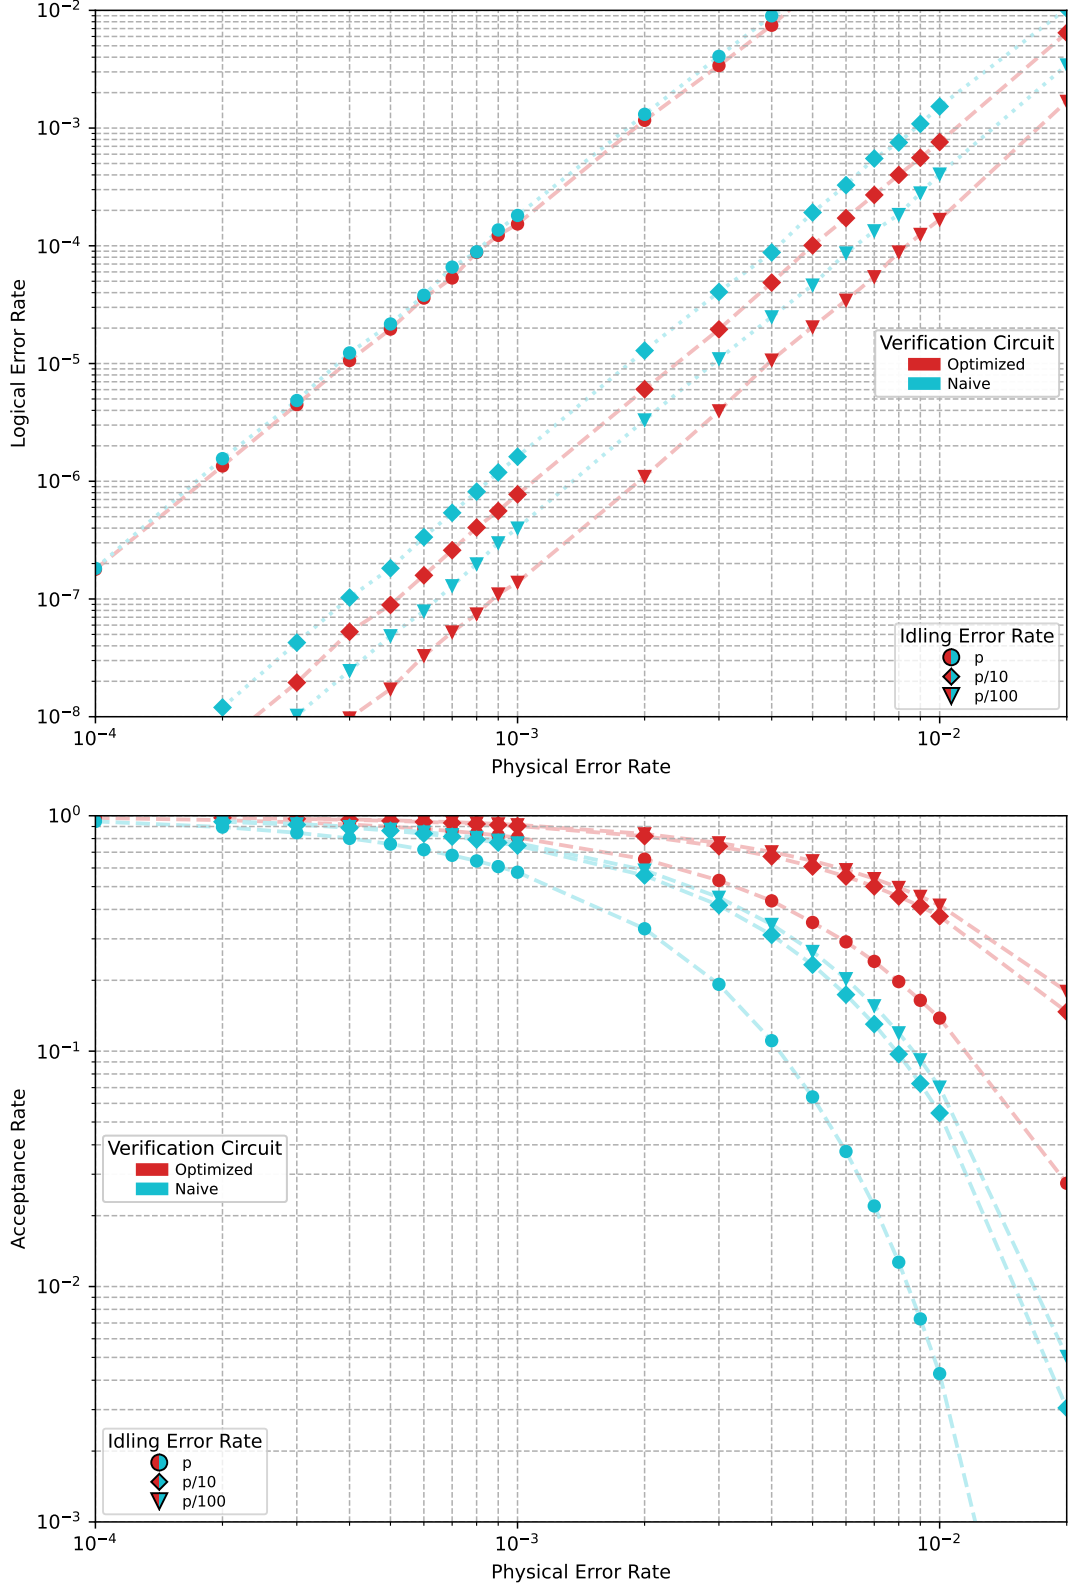 10⁻²
10⁻³
10⁻⁴
10⁻⁵
10⁻⁶
10⁻⁷
10⁻⁸
Logical Error Rate
Verification Circuit
Optimized
Naive
Idling Error Rate
p
p/10
p/100
10⁻⁴
10⁻³
10⁻²
Physical Error Rate
10⁰
10⁻¹
10⁻²
10⁻³
Acceptance Rate
Verification Circuit
Optimized
Naive
Idling Error Rate
p
p/10
p/100
10⁻⁴
10⁻³
10⁻²
Physical Error Rate